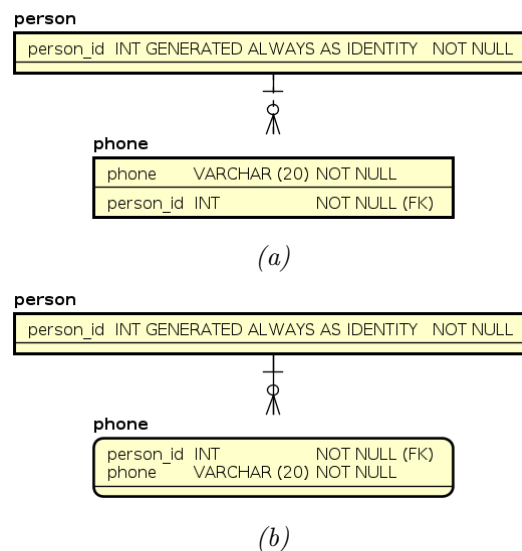 person
person_id INT GENERATED ALWAYS AS IDENTITY NOT NULL
phone
phone VARCHAR (20) NOT NULL
person_id INT NOT NULL (FK)
(a)
person
person_id INT GENERATED ALWAYS AS IDENTITY NOT NULL
phone
person_id INT NOT NULL (FK)
phone VARCHAR (20) NOT NULL
(b)